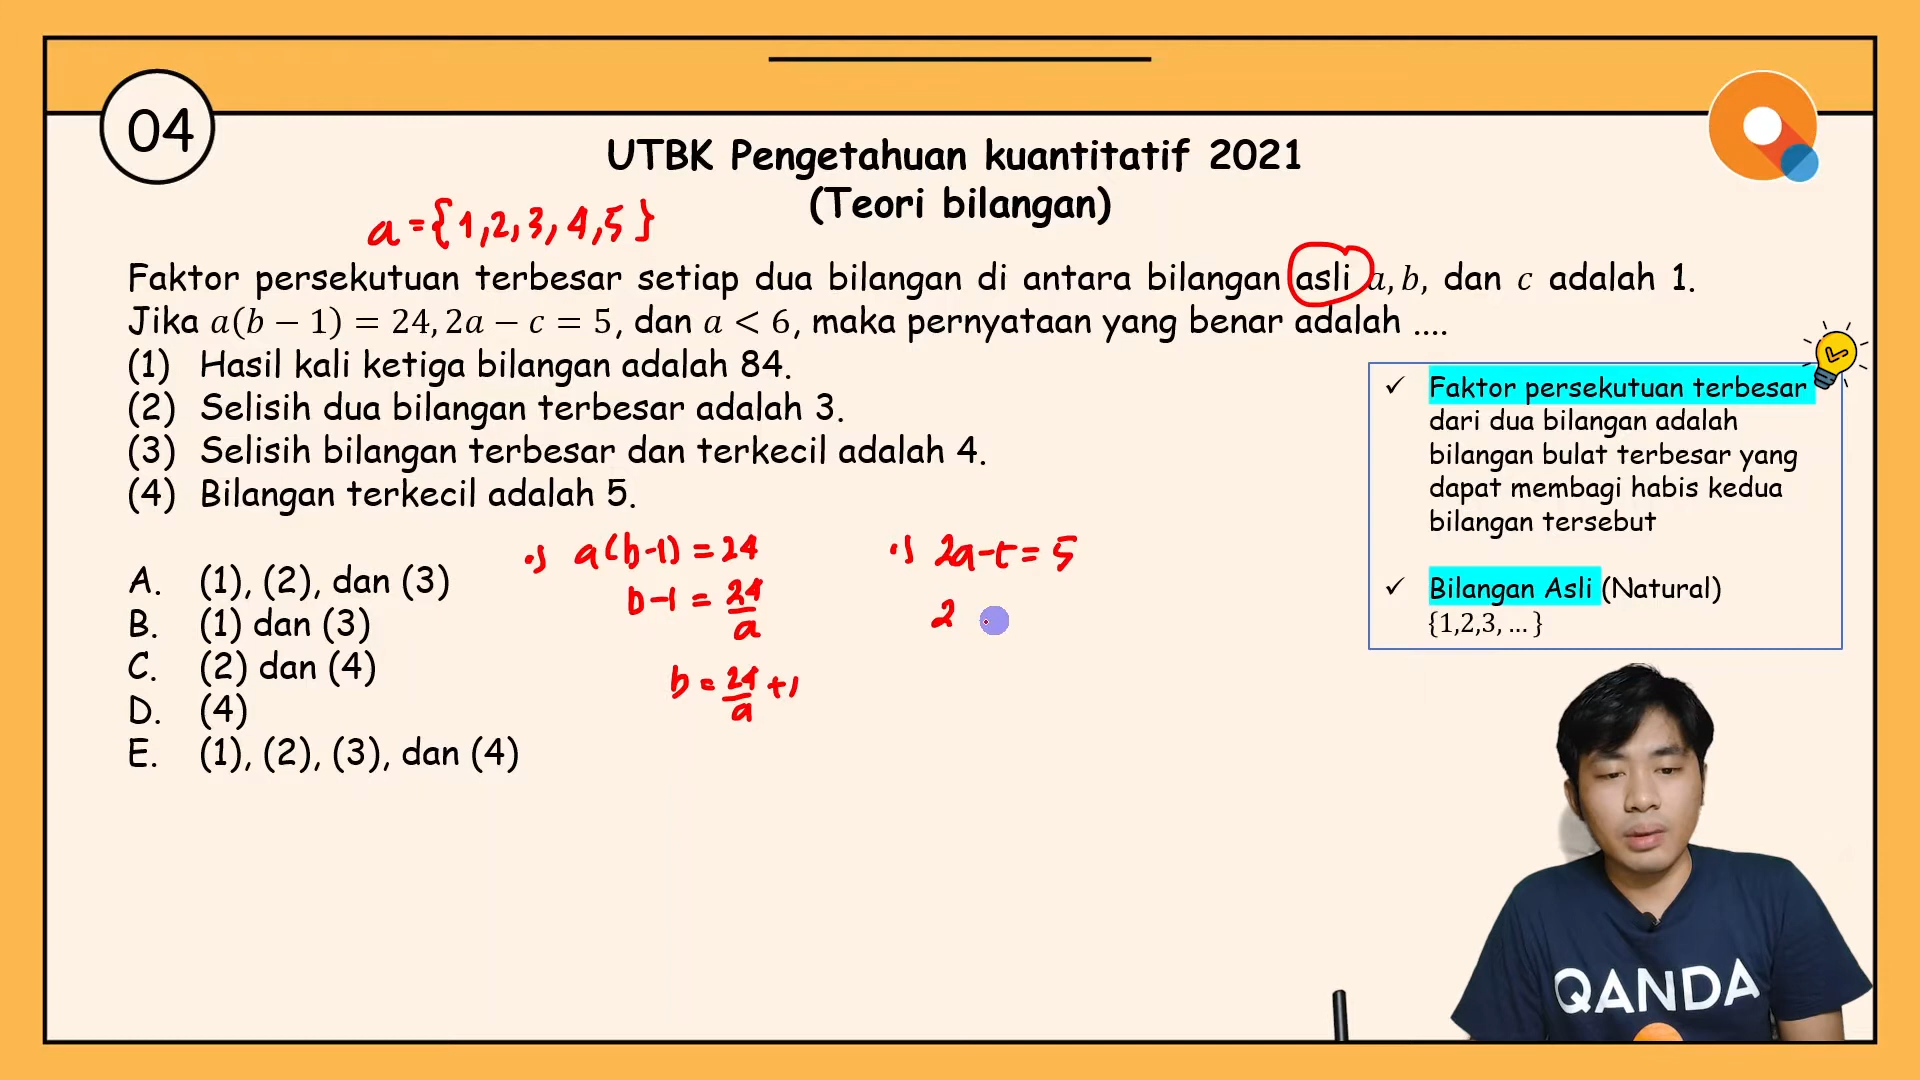 04
UTBK Pengetahuan kuantitatif 2021
(Teori bilangan)
a = {1,2,3,4,5}
Faktor persekutuan terbesar setiap dua bilangan di antara bilangan asli a, b, dan c adalah 1.
Jika a(b − 1) = 24, 2a − c = 5, dan a < 6, maka pernyataan yang benar adalah ....
(1) Hasil kali ketiga bilangan adalah 84.
(2) Selisih dua bilangan terbesar adalah 3.
(3) Selisih bilangan terbesar dan terkecil adalah 4.
(4) Bilangan terkecil adalah 5.
A. (1), (2), dan (3)
B. (1) dan (3)
C. (2) dan (4)
D. (4)
E. (1), (2), (3), dan (4)
a(b-1) = 24
b-1 = 24/a
b = 24/a + 1
2a-c = 5
2
✓ Faktor persekutuan terbesar
dari dua bilangan adalah
bilangan bulat terbesar yang
dapat membagi habis kedua
bilangan tersebut
✓ Bilangan Asli (Natural)
{1,2,3, … }
QANDA